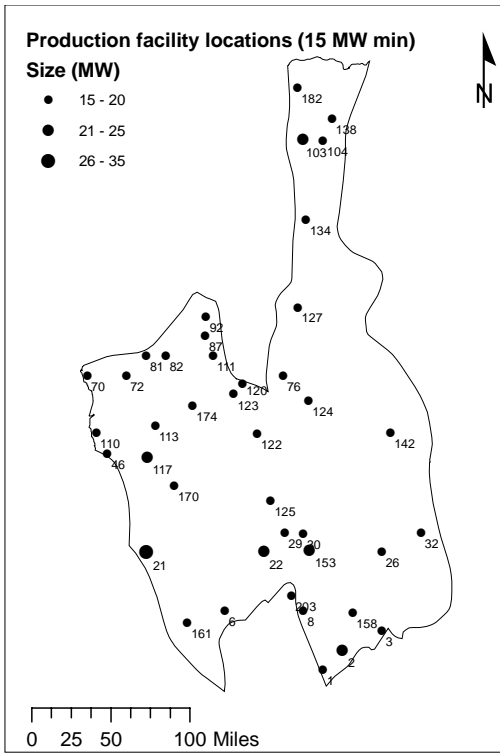 Production facility locations (15 MW min)
Size (MW)
15 - 20
21 - 25
26 - 35
N
182
138
103 104
134
127
92
87
81 82 111
70 72 120 76
123 124
174
113
110 122 142
46
117
170
125
29 30 32
21 22 153 26
203
6 8 158
161 3
2
1
0 25 50 100 Miles